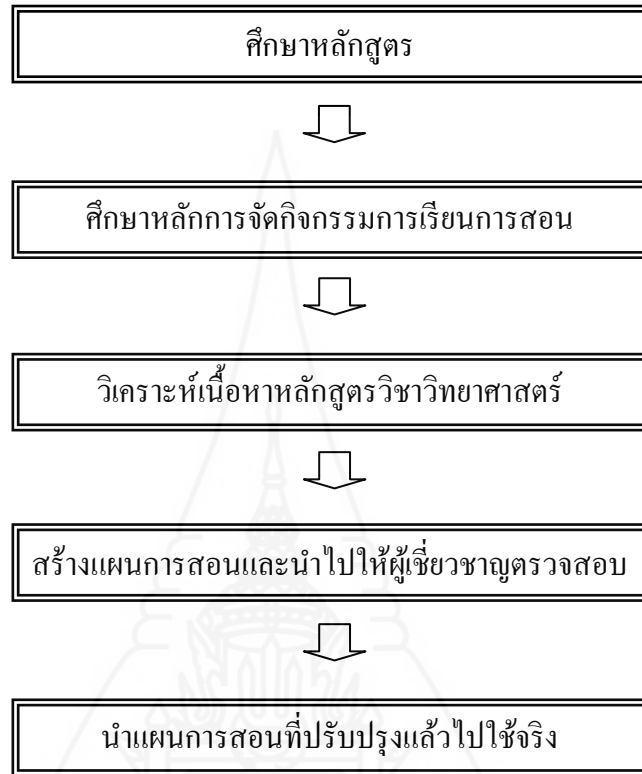 ศึกษาหลักสูตร
ศึกษาหลักการจัดกิจกรรมการเรียนการสอน
วิเคราะห์เนื้อหาหลักสูตรวิชาวิทยาศาสตร์
สร้างแผนการสอนและนำไปให้ผู้เชี่ยวชาญตรวจสอบ
นำแผนการสอนที่ปรับปรุงแล้วไปใช้จริง